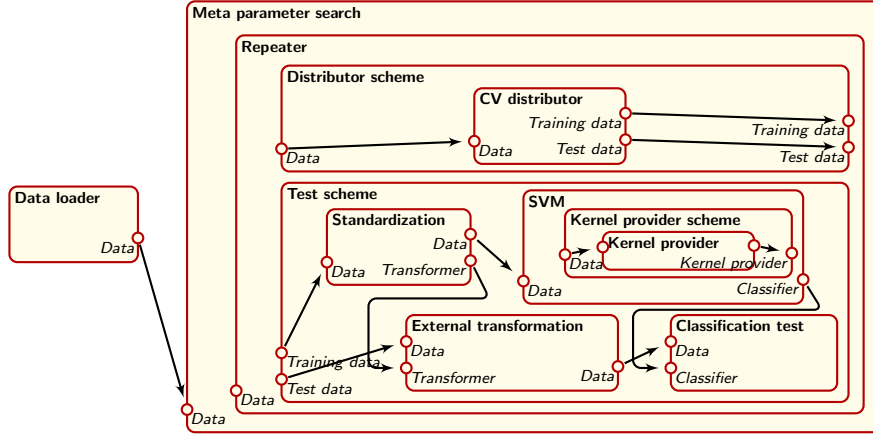 Meta parameter search
Repeater
Distributor scheme
CV distributor
Training data
Training data
Data
Test data
Data
Test data
Data loader
Data
Test scheme
SVM
Standardization
Kernel provider scheme
Data
Kernel provider
Data
Transformer
Data
Kernel provider
Data
Classifier
External transformation
Classification test
Training data
Data
Data
Test data
Transformer
Data
Classifier
Data
Data